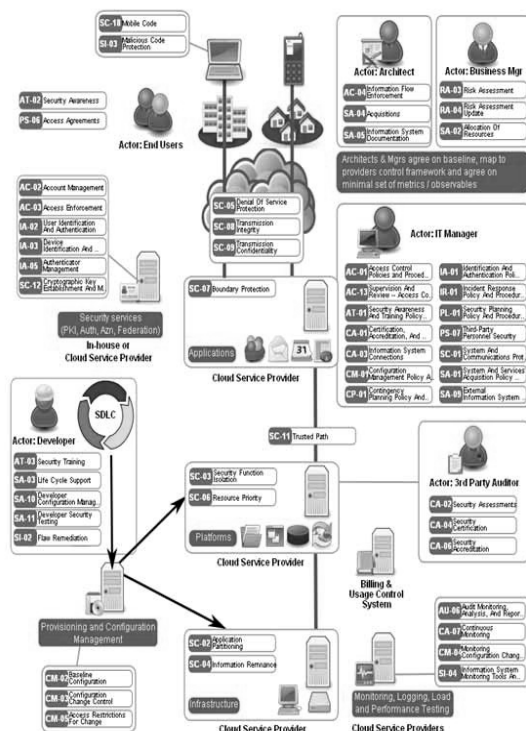 SC-18 Mobile Code
SI-03 Malicious Code
Protection
AT-02 Security Awareness
PS-06 Access Agreements
Actor: End Users
Actor: Architect
AC-04 Information Flow
Enforcement
SA-04 Acquisitions
SA-05 Information System
Documentation
Actor: Business Mgr
RA-03 Risk Assessment
RA-04 Risk Assessment
Update
SA-02 Allocation Of
Resources
Architects & Mgrs agree on baseline, map to
providers control framework and agree on
minimal set of metrics / observables
AC-02 Account Management
AC-03 Access Enforcement
IA-02 User Identification
And Authentication
IA-03 Device
Identification And ...
IA-05 Authenticator
Management
SC-12 Cryptographic Key
Establishment And M...
Security services
(PKI, Auth, Azn, Federation)
In-house or
Cloud Service Provider
SC-05 Denial Of Service
Protection
SC-08 Transmission
Integrity
SC-09 Transmission
Confidentiality
SC-07 Boundary Protection
31
Applications
Cloud Service Provider
Actor: IT Manager
AC-01 Access Control
Policies and Proced...
AC-13 Supervision And
Review -- Access Co...
AT-01 Security Awareness
And Training Policy...
CA-01 Certification,
Accreditation, And ...
CA-03 Information System
Connections
CM-01 Configuration
Management Policy A...
CP-01 Contingency
Planning Policy And...
IA-01 Identification And
Authentication Poli...
IR-01 Incident Response
Policy And Procedur...
PL-01 Security Planning
Policy And Procedur...
PS-07 Third-Party
Personnel Security
SC-01 System And
Communications Prot...
SA-01 System And Services
Acquisition Policy ...
SA-09 External
Information System ...
SC-11 Trusted Path
Actor: Developer
SDLC
AT-03 Security Training
SA-03 Life Cycle Support
SA-10 Developer
Configuration Manag...
SA-11 Developer Security
Testing
SI-02 Flaw Remediation
SC-03 Security Function
Isolation
SC-06 Resource Priority
Platforms
Cloud Service Provider
Actor: 3rd Party Auditor
CA-02 Security Assessments
CA-04 Security
Certification
CA-06 Security
Accreditation
Billing &
Usage Control
System
Provisioning and Configuration
Management
CM-02 Baseline
Configuration
CM-03 Configuration
Change Control
CM-05 Access Restrictions
For Change
SC-02 Application
Partitioning
SC-04 Information Remnance
Infrastructure
Cloud Service Provider
AU-06 Audit Monitoring,
Analysis, And Repor...
CA-07 Continuous
Monitoring
CM-04 Monitoring
Configuration Chang...
SI-04 Information System
Monitoring Tools An...
Monitoring, Logging, Load
and Performance Testing
Cloud Service Providers